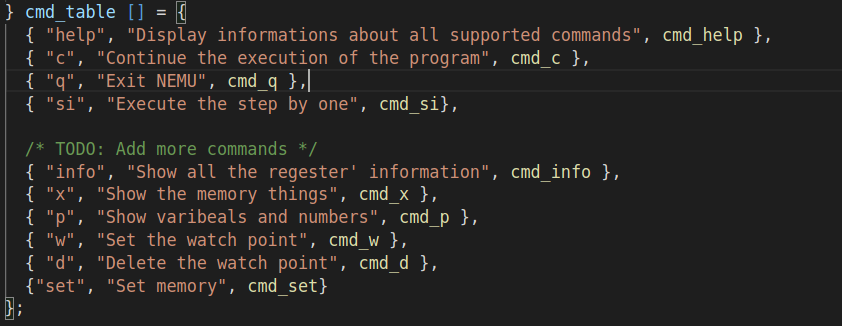 } cmd_table [] = {
{ "help", "Display informations about all supported commands", cmd_help },
{ "c", "Continue the execution of the program", cmd_c },
{ "q", "Exit NEMU", cmd_q },
{ "si", "Execute the step by one", cmd_si},
/* TODO: Add more commands */
{ "info", "Show all the regester' information", cmd_info },
{ "x", "Show the memory things", cmd_x },
{ "p", "Show varibeals and numbers", cmd_p },
{ "w", "Set the watch point", cmd_w },
{ "d", "Delete the watch point", cmd_d },
{"set", "Set memory", cmd_set}
};